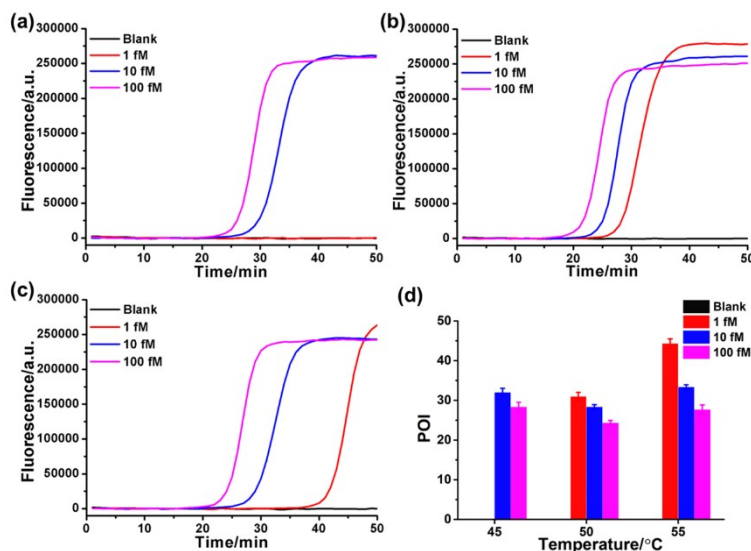 (a)
Blank
1 fM
10 fM
100 fM
Fluorescence/a.u.
300000
250000
200000
150000
100000
50000
0
0 10 20 30 40 50
Time/min
(b)
Blank
1 fM
10 fM
100 fM
Fluorescence/a.u.
300000
250000
200000
150000
100000
50000
0
0 10 20 30 40 50
Time/min
(c)
Blank
1 fM
10 fM
100 fM
Fluorescence/a.u.
300000
250000
200000
150000
100000
50000
0
0 10 20 30 40 50
Time/min
(d)
Blank
1 fM
10 fM
100 fM
POI
50
40
30
20
10
0
45 50 55
Temperature/°C